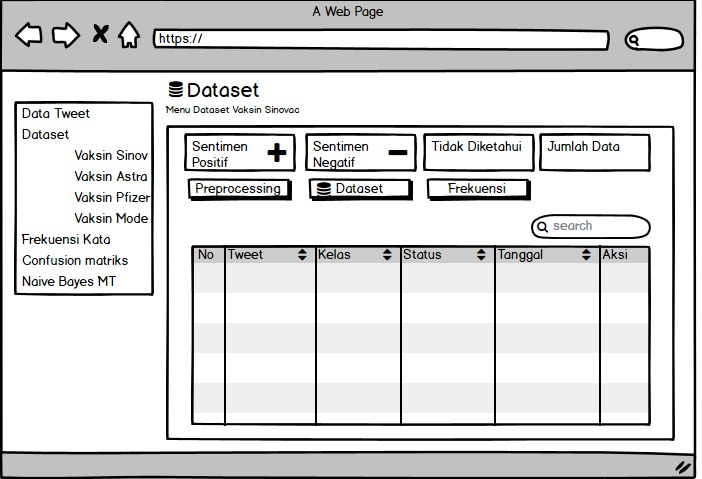 A Web Page
https://
Dataset
Menu Dataset Vaksin Sinovac
Data Tweet
Dataset
Vaksin Sinov
Vaksin Astra
Vaksin Pfizer
Vaksin Mode
Frekuensi Kata
Confusion matriks
Naive Bayes MT
Sentimen
Positif
Sentimen
Negatif
Tidak Diketahui
Jumlah Data
Preprocessing
Dataset
Frekuensi
search
No Tweet Kelas Status Tanggal Aksi